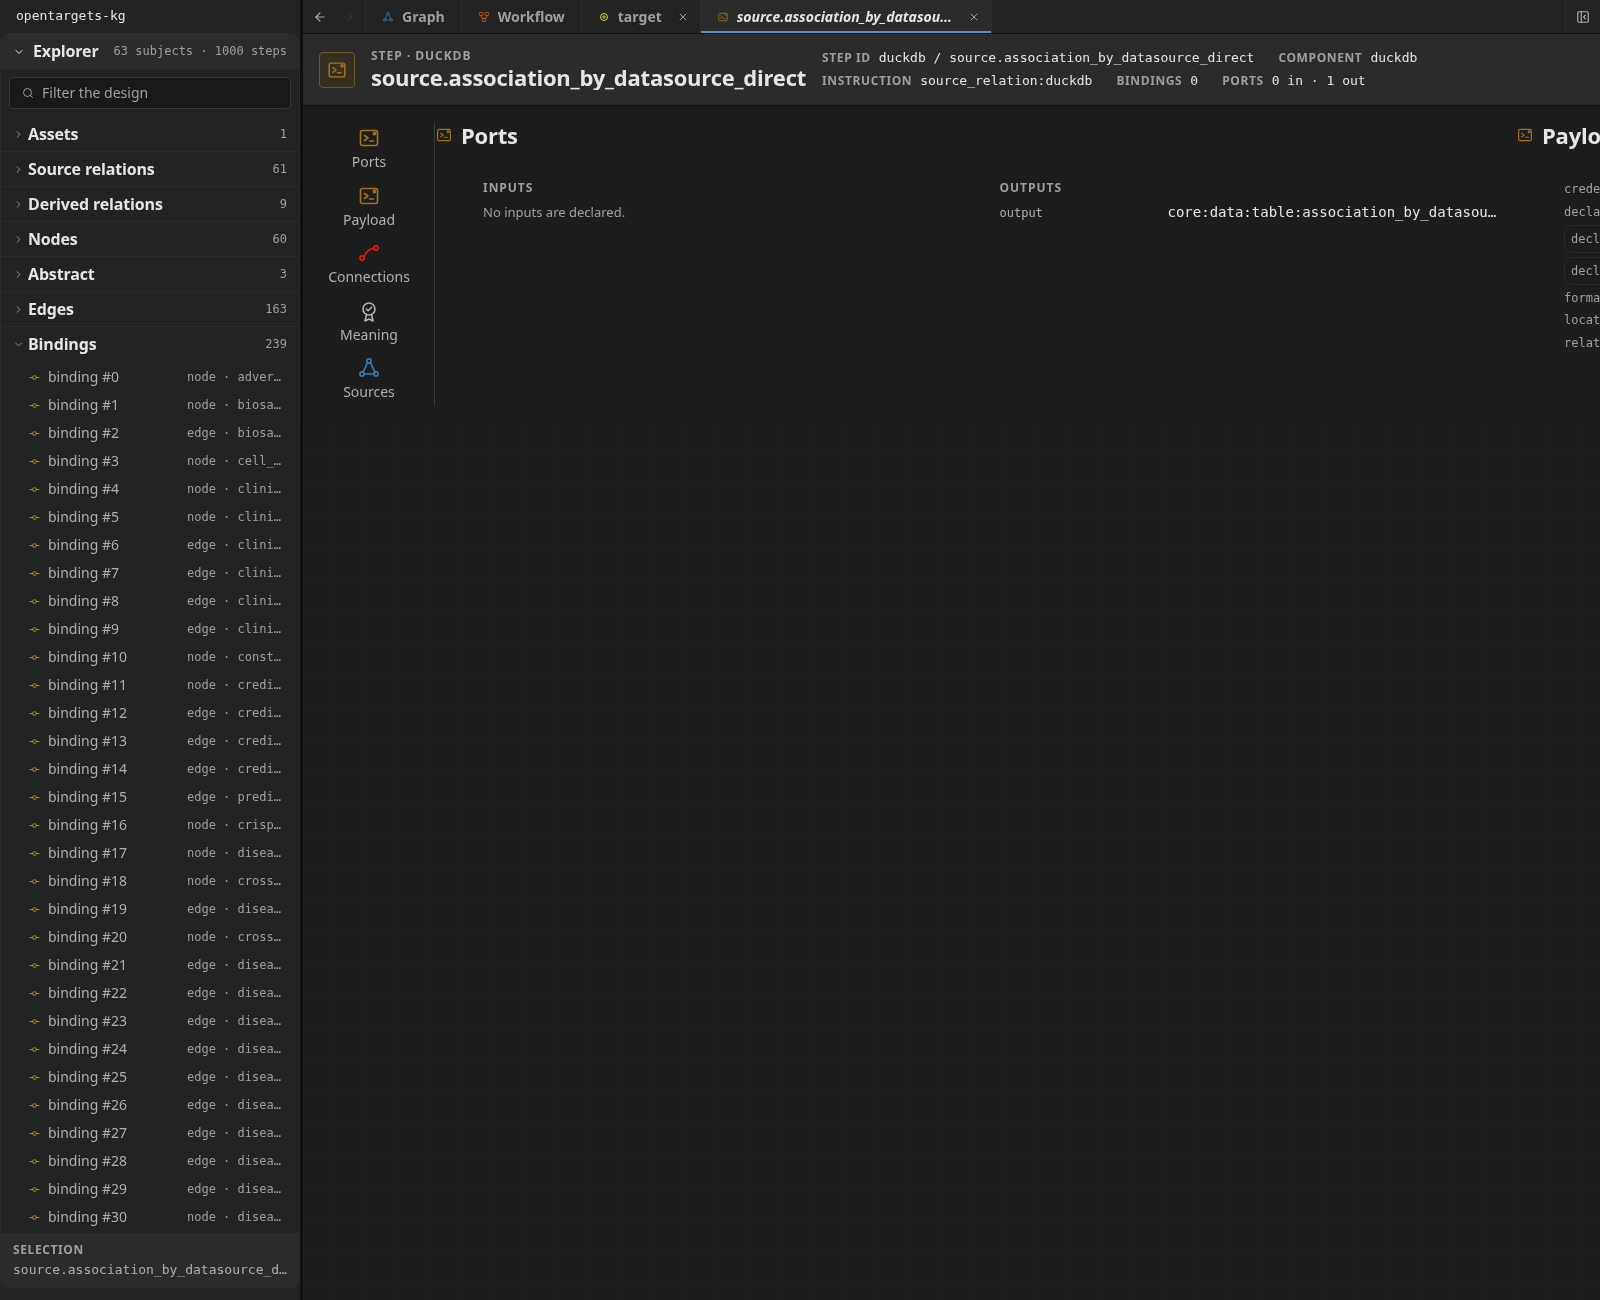 opentargets-kg
Explorer 63 subjects · 1000 steps
Filter the design
Assets 1
Source relations 61
Derived relations 9
Nodes 60
Abstract 3
Edges 163
Bindings 239
binding #0 node · adver…
binding #1 node · biosa…
binding #2 edge · biosa…
binding #3 node · cell_…
binding #4 node · clini…
binding #5 node · clini…
binding #6 edge · clini…
binding #7 edge · clini…
binding #8 edge · clini…
binding #9 edge · clini…
binding #10 node · const…
binding #11 node · credi…
binding #12 edge · credi…
binding #13 edge · credi…
binding #14 edge · credi…
binding #15 edge · predi…
binding #16 node · crisp…
binding #17 node · disea…
binding #18 node · cross…
binding #19 edge · disea…
binding #20 node · cross…
binding #21 edge · disea…
binding #22 edge · disea…
binding #23 edge · disea…
binding #24 edge · disea…
binding #25 edge · disea…
binding #26 edge · disea…
binding #27 edge · disea…
binding #28 edge · disea…
binding #29 edge · disea…
binding #30 node · disea…
SELECTION
source.association_by_datasource_d…
Graph Workflow target source.association_by_datasou…
STEP · DUCKDB
source.association_by_datasource_direct
STEP ID duckdb / source.association_by_datasource_direct COMPONENT duckdb
INSTRUCTION source_relation:duckdb BINDINGS 0 PORTS 0 in · 1 out
Ports
Payload
Connections
Meaning
Sources
Ports
INPUTS
No inputs are declared.
OUTPUTS
output core:data:table:association_by_datasou…
Paylo
crede
decla
decl
decl
forma
locat
relat